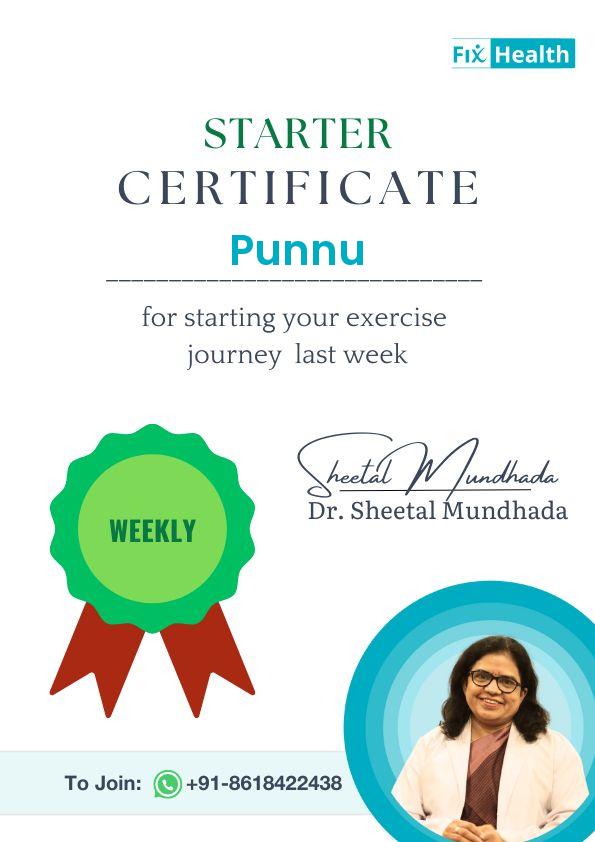 Fix Health
STARTER
CERTIFICATE
Punnu
for starting your exercise
journey last week
WEEKLY
Sheetal Mundhada
Dr. Sheetal Mundhada
To Join: +91-8618422438